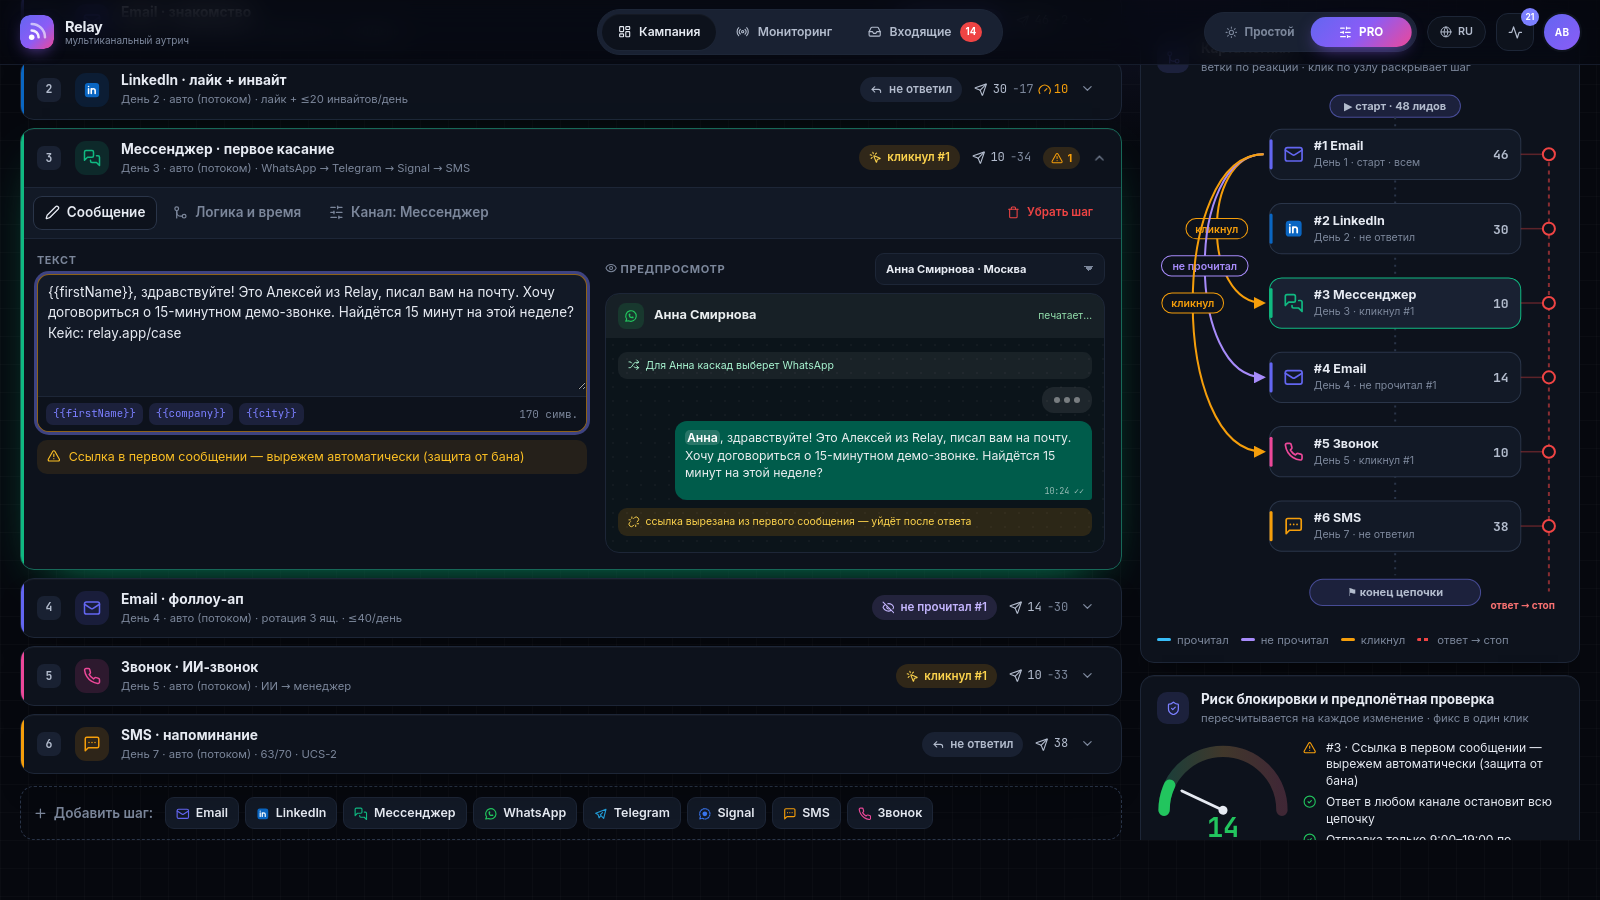 Email · знакомство
Relay
мультиканальный аутрич
Кампания
Мониторинг
Входящие
14
Простой
PRO
RU
21
AB
2
LinkedIn · лайк + инвайт
День 2 · авто (потоком) · лайк + ≤20 инвайтов/день
не ответил
30 -17
10
3
Мессенджер · первое касание
День 3 · авто (потоком) · WhatsApp → Telegram → Signal → SMS
кликнул #1
10 -34
1
Сообщение
Логика и время
Канал: Мессенджер
Убрать шаг
ТЕКСТ
{{firstName}}, здравствуйте! Это Алексей из Relay, писал вам на почту. Хочу
договориться о 15-минутном демо-звонке. Найдётся 15 минут на этой неделе?
Кейс: relay.app/case
{{firstName}}
{{company}}
{{city}}
170 симв.
Ссылка в первом сообщении — вырежем автоматически (защита от бана)
ПРЕДПРОСМОТР
Анна Смирнова · Москва
Анна Смирнова
печатает...
Для Анна каскад выберет WhatsApp
Анна, здравствуйте! Это Алексей из Relay, писал вам на почту.
Хочу договориться о 15-минутном демо-звонке. Найдётся 15
минут на этой неделе?
10:24 ✓✓
ссылка вырезана из первого сообщения — уйдёт после ответа
4
Email · фоллоу-ап
День 4 · авто (потоком) · ротация 3 ящ. · ≤40/день
не прочитал #1
14 -30
5
Звонок · ИИ-звонок
День 5 · авто (потоком) · ИИ → менеджер
кликнул #1
10 -33
6
SMS · напоминание
День 7 · авто (потоком) · 63/70 · UCS-2
не ответил
38
+ Добавить шаг:
Email
LinkedIn
Мессенджер
WhatsApp
Telegram
Signal
SMS
Звонок
ветки по реакции · клик по узлу раскрывает шаг
▶ старт · 48 лидов
#1 Email
День 1 · старт · всем
46
#2 LinkedIn
День 2 · не ответил
30
#3 Мессенджер
День 3 · кликнул #1
10
#4 Email
День 4 · не прочитал #1
14
#5 Звонок
День 5 · кликнул #1
10
#6 SMS
День 7 · не ответил
38
кликнул
не прочитал
кликнул
⚑ конец цепочки
ответ → стоп
прочитал
не прочитал
кликнул
ответ → стоп
Риск блокировки и предполётная проверка
пересчитывается на каждое изменение · фикс в один клик
14
#3 · Ссылка в первом сообщении —
вырежем автоматически (защита от
бана)
Ответ в любом канале остановит всю
цепочку
Отправка только 9:00–19:00 по